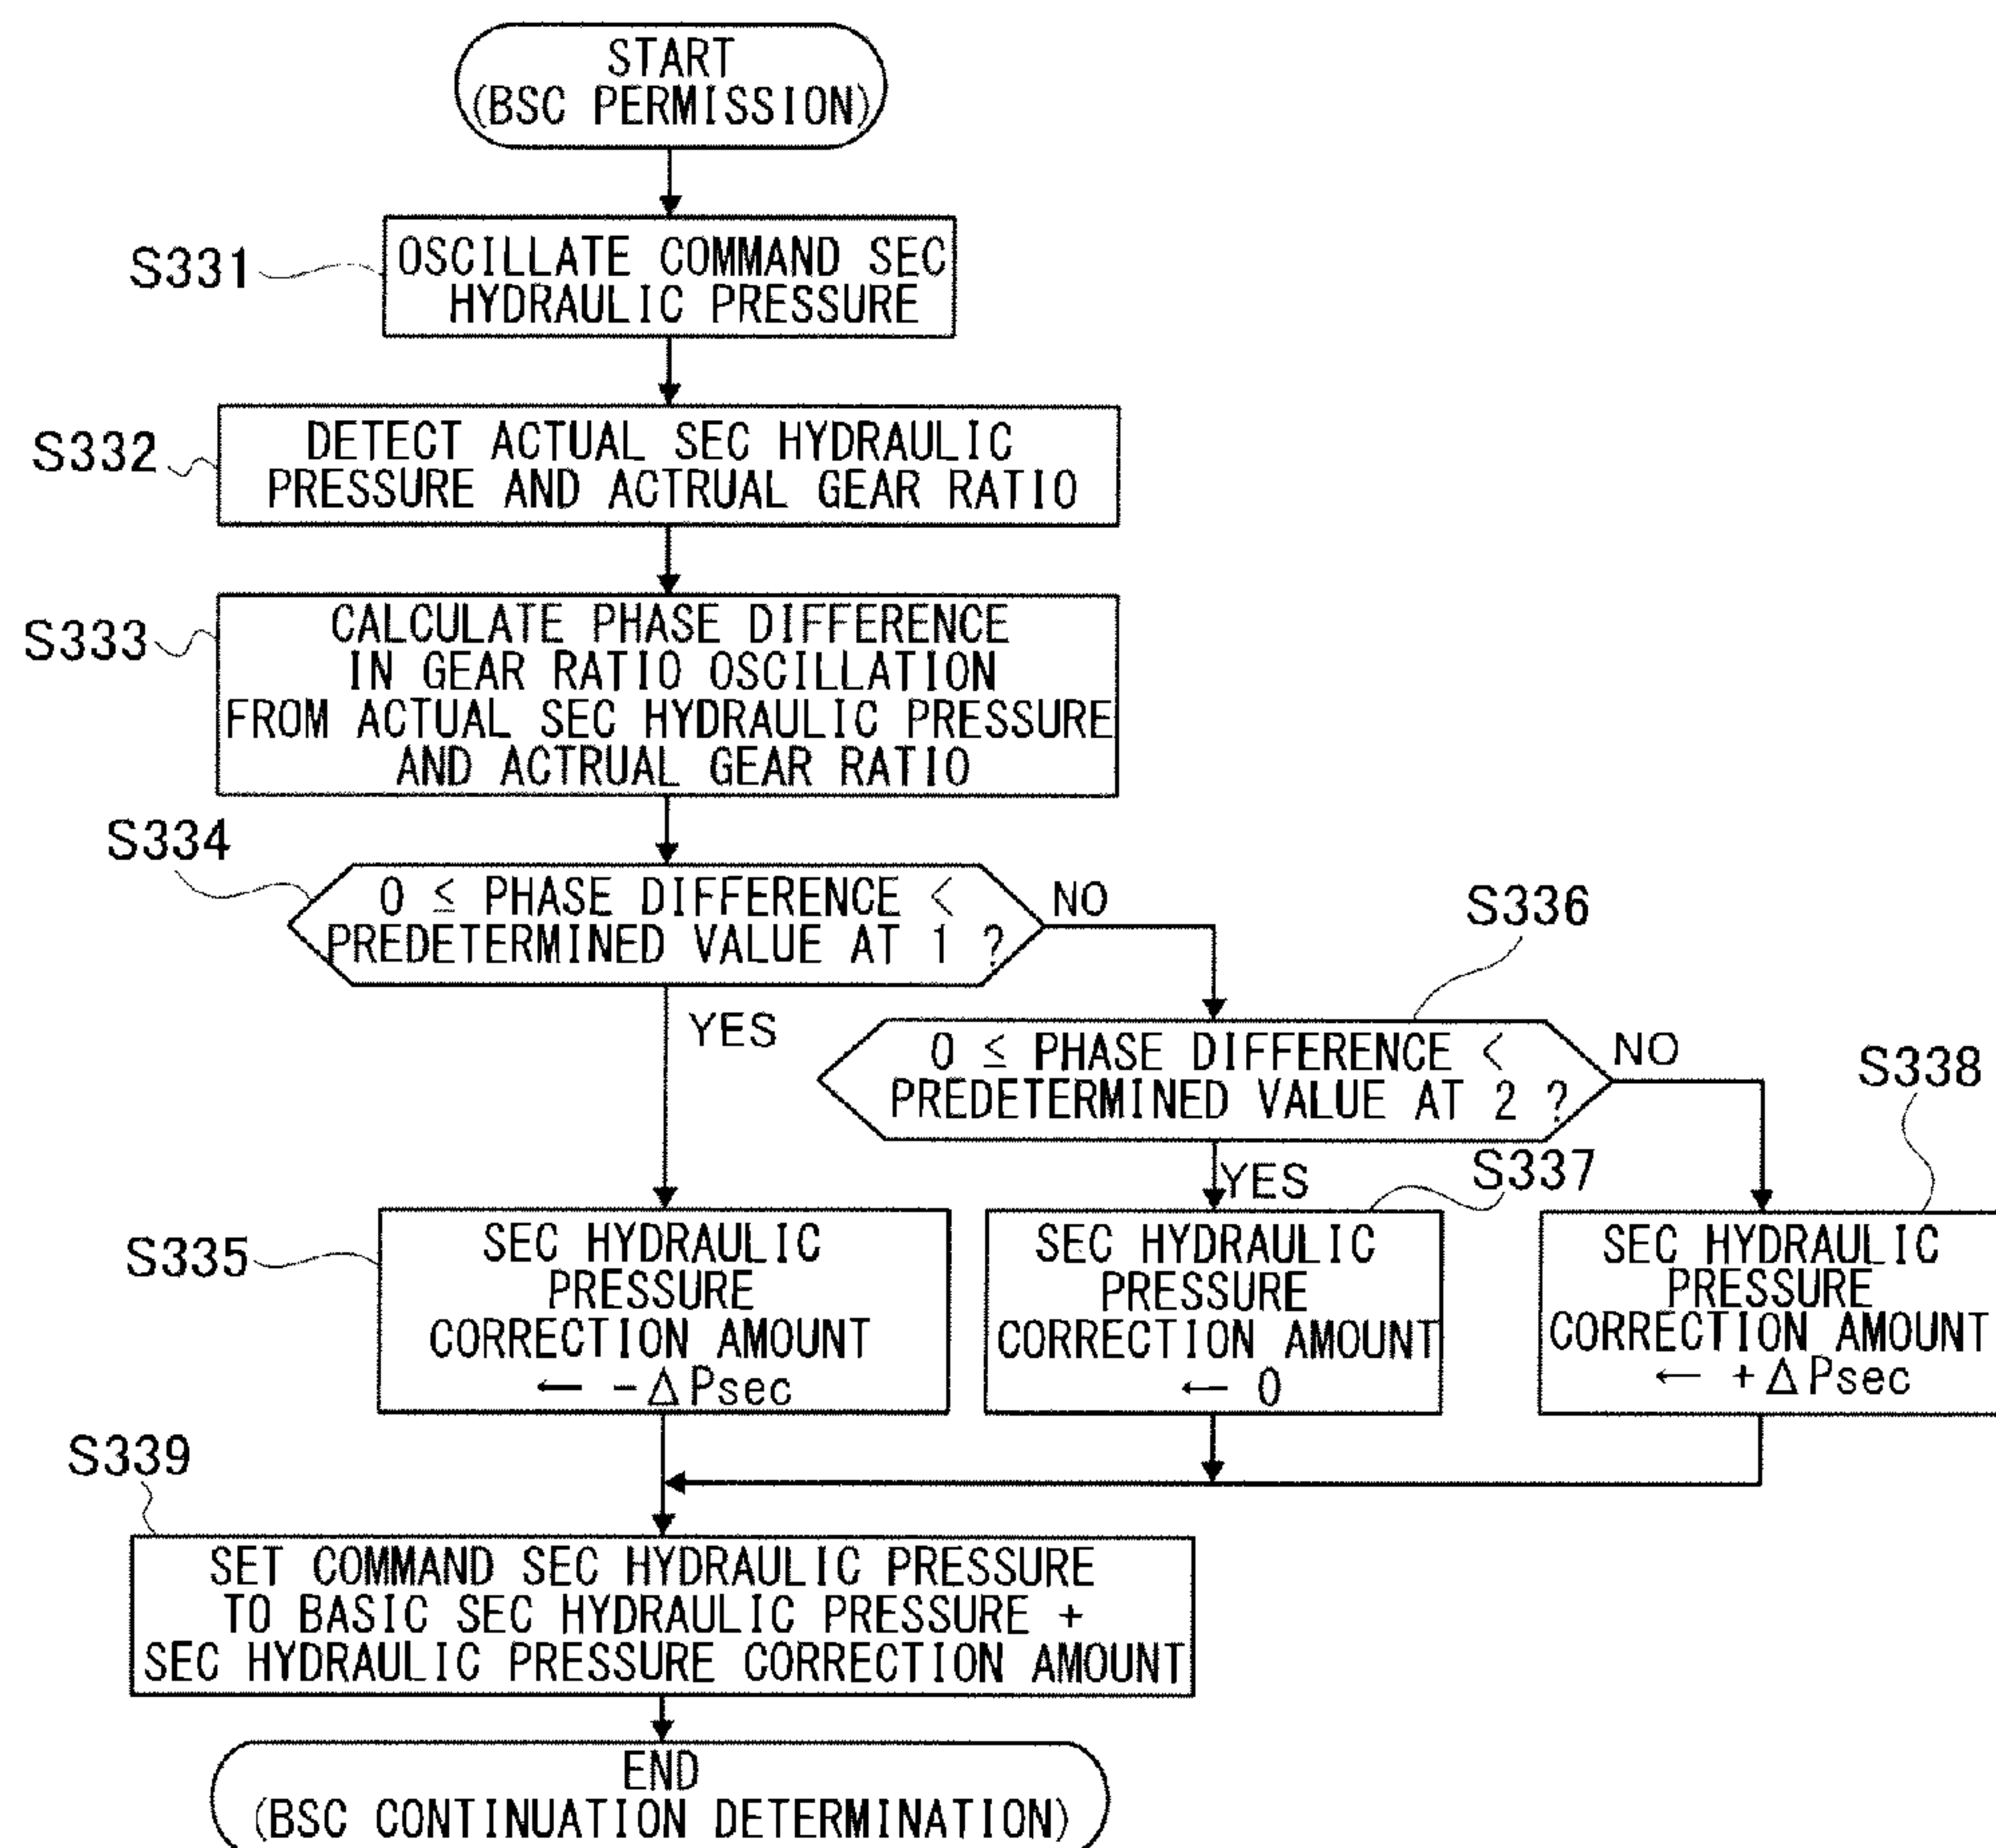 START
(BSC PERMISSION)
S331
OSCILLATE COMMAND SEC
HYDRAULIC PRESSURE
S332
DETECT ACTUAL SEC HYDRAULIC
PRESSURE AND ACTRUAL GEAR RATIO
S333
CALCULATE PHASE DIFFERENCE
IN GEAR RATIO OSCILLATION
FROM ACTUAL SEC HYDRAULIC PRESSURE
AND ACTRUAL GEAR RATIO
S334
0 ≤ PHASE DIFFERENCE <
PREDETERMINED VALUE AT 1 ?
NO
YES
S336
0 ≤ PHASE DIFFERENCE <
PREDETERMINED VALUE AT 2 ?
NO
YES
S335
SEC HYDRAULIC
PRESSURE
CORRECTION AMOUNT
← -ΔPsec
S337
SEC HYDRAULIC
PRESSURE
CORRECTION AMOUNT
← 0
S338
SEC HYDRAULIC
PRESSURE
CORRECTION AMOUNT
← +ΔPsec
S339
SET COMMAND SEC HYDRAULIC PRESSURE
TO BASIC SEC HYDRAULIC PRESSURE +
SEC HYDRAULIC PRESSURE CORRECTION AMOUNT
END
(BSC CONTINUATION DETERMINATION)